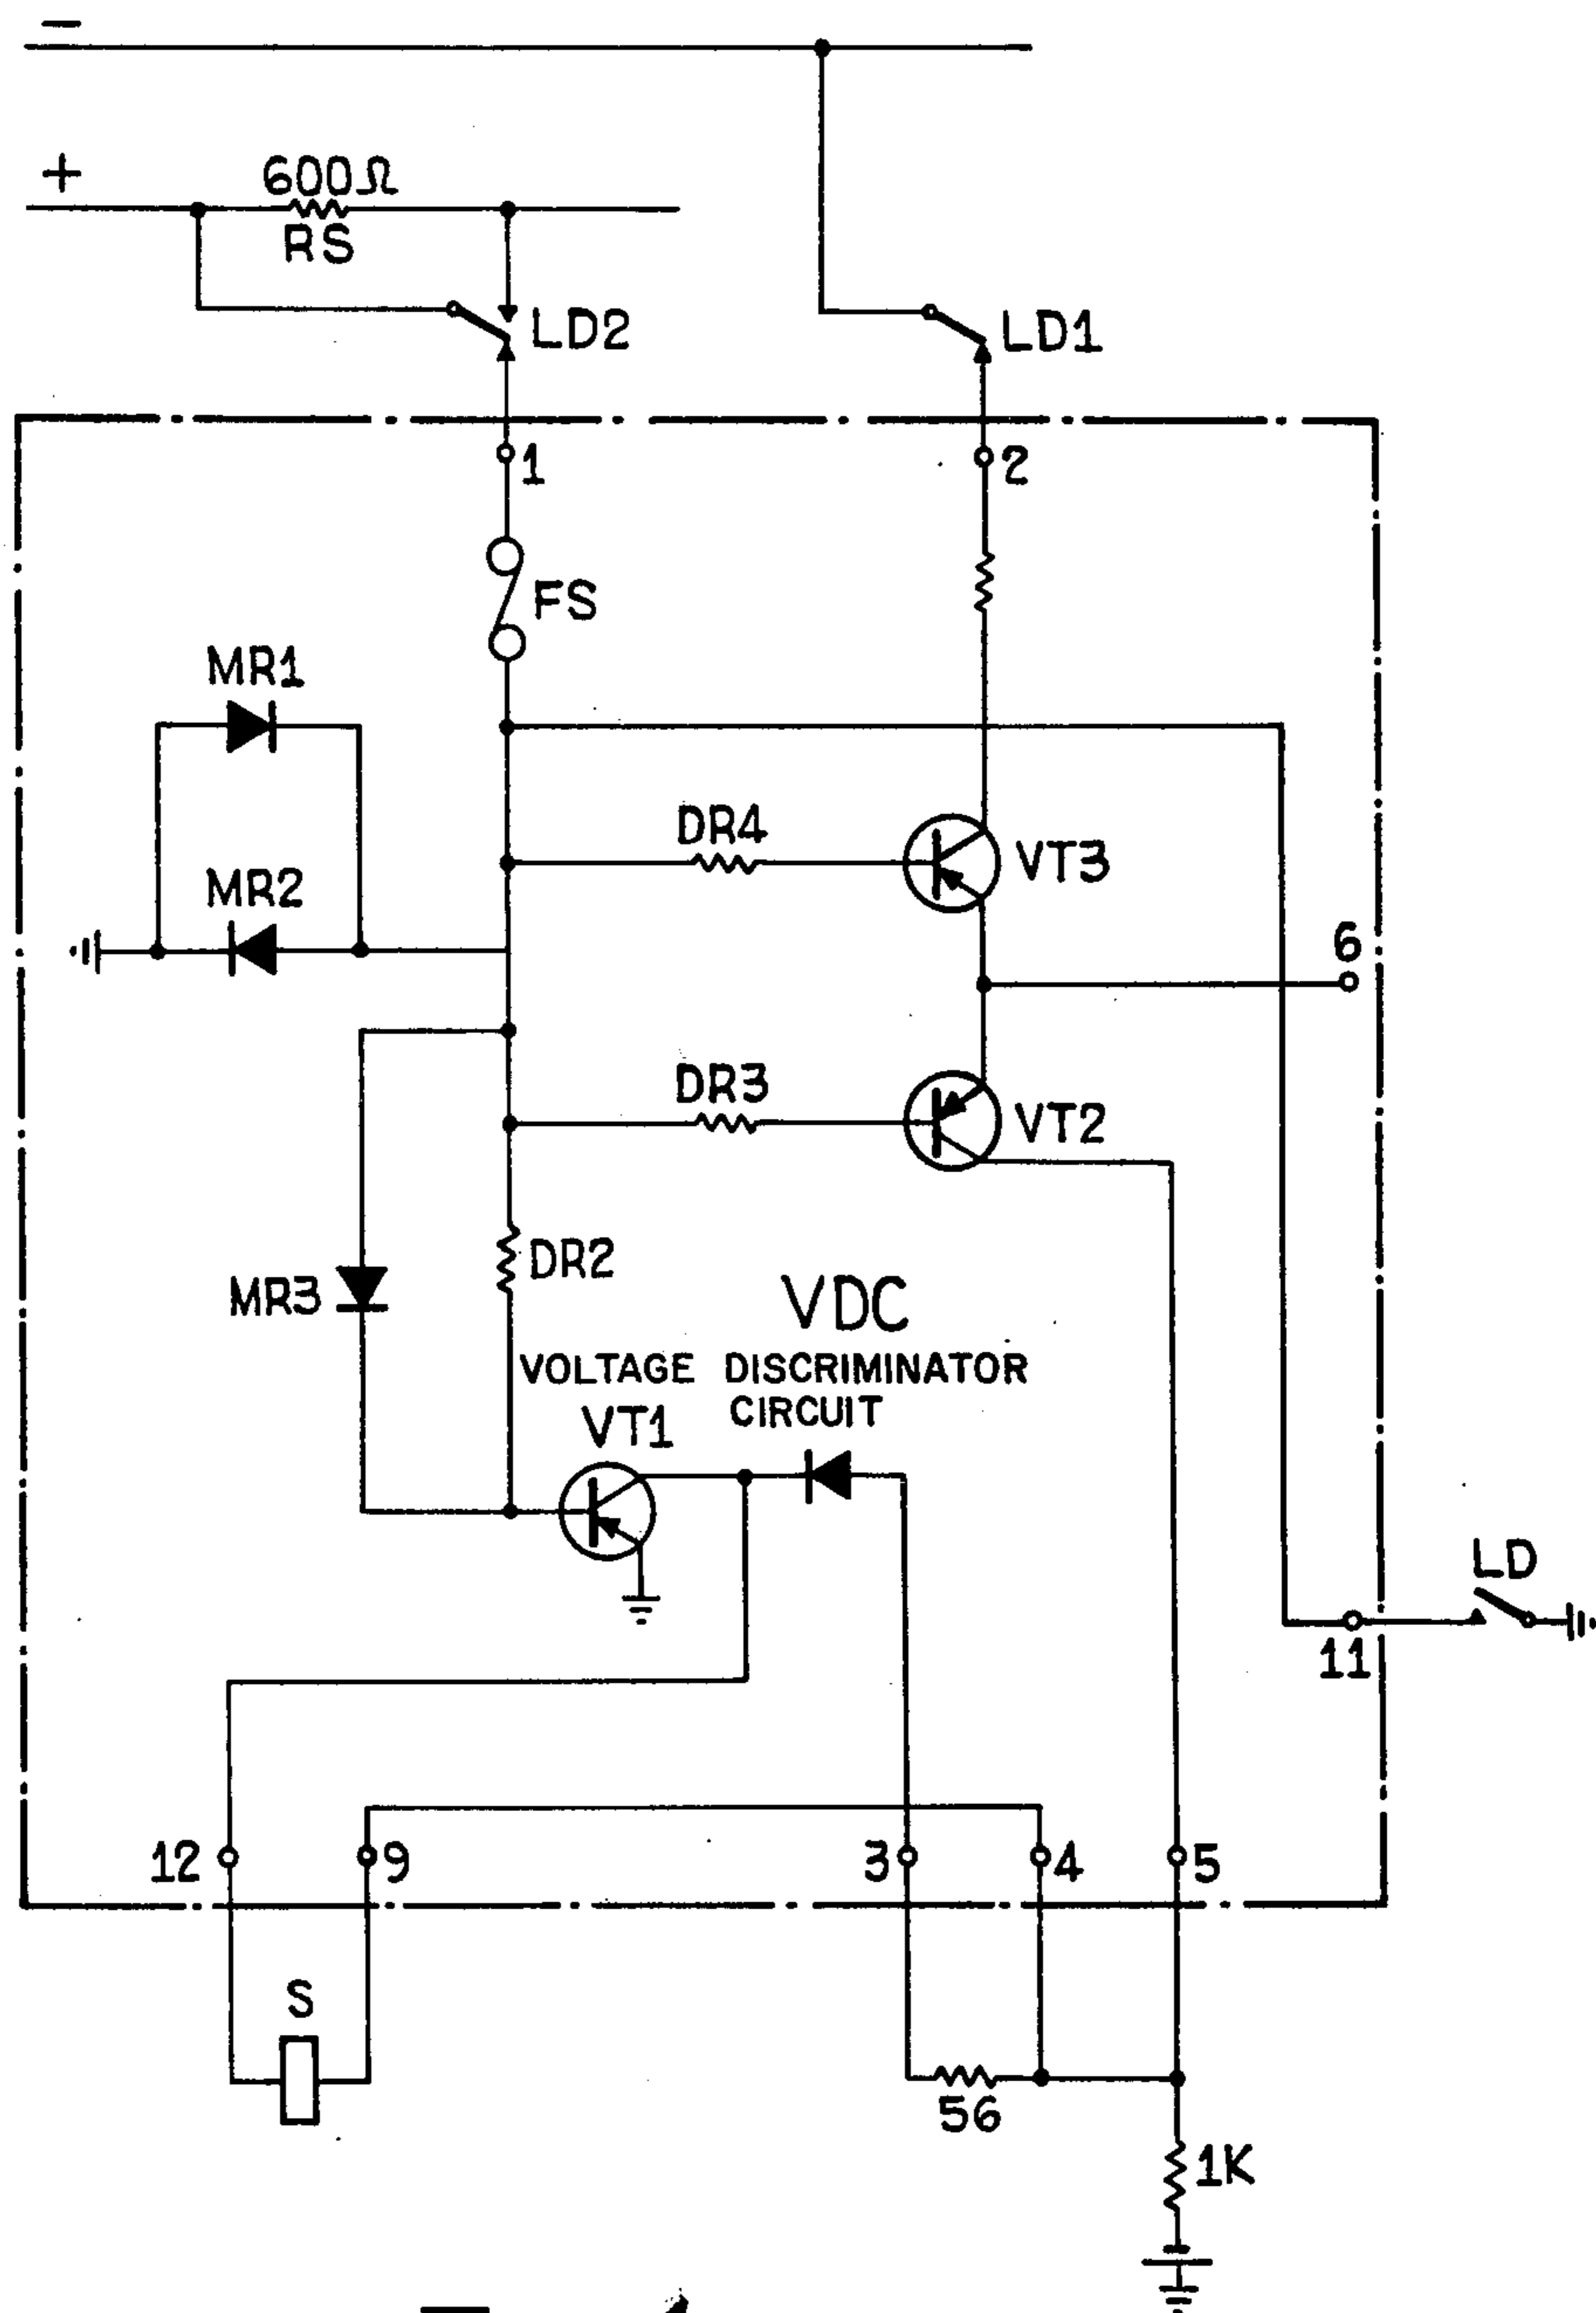 −
+
600Ω
RS
LD2
LD1
1
2
FS
MR1
DR4
VT3
MR2
6
DR3
VT2
DR2
MR3
VDC
VOLTAGE DISCRIMINATOR
CIRCUIT
VT1
LD
11
12
9
3
4
5
S
56
1K